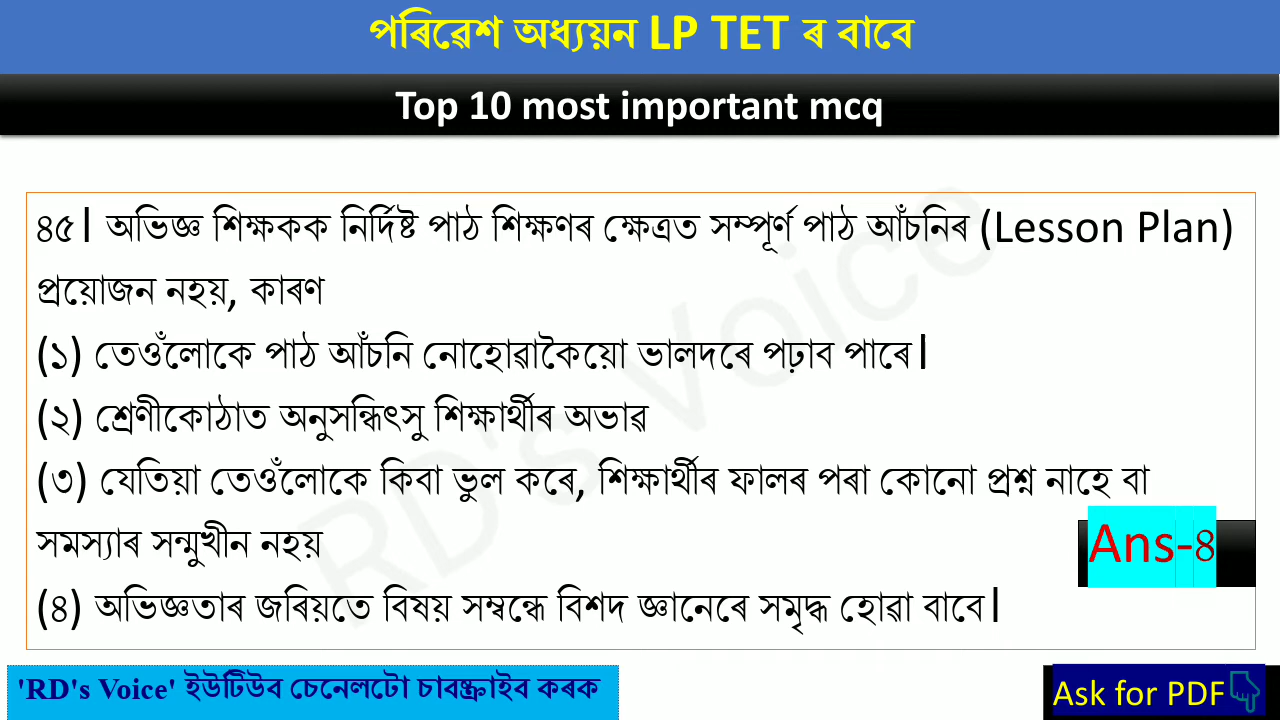 পৰিৱেশ অধ্যয়ন LP TET ৰ বাবে
Top 10 most important mcq
৪৫। অভিজ্ঞ শিক্ষকক নিৰ্দিষ্ট পাঠ শিক্ষণৰ ক্ষেত্ৰত সম্পূৰ্ণ পাঠ আঁচনিৰ (Lesson Plan)
প্ৰয়োজন নহয়, কাৰণ
(১) তেওঁলোকে পাঠ আঁচনি নোহোৱাকৈয়ো ভালদৰে পঢ়াব পাৰে।
(২) শ্ৰেণীকোঠাত অনুসন্ধিৎসু শিক্ষাৰ্থীৰ অভাৱ
(৩) যেতিয়া তেওঁলোকে কিবা ভুল কৰে, শিক্ষাৰ্থীৰ ফালৰ পৰা কোনো প্ৰশ্ন নাহে বা
সমস্যাৰ সন্মুখীন নহয়
Ans-৪
(৪) অভিজ্ঞতাৰ জৰিয়তে বিষয় সম্বন্ধে বিশদ জ্ঞানেৰে সমৃদ্ধ হোৱা বাবে।
RD's Voice
'RD's Voice' ইউটিউব চেনেলটো চাবস্ক্ৰাইব কৰক
Ask for PDF